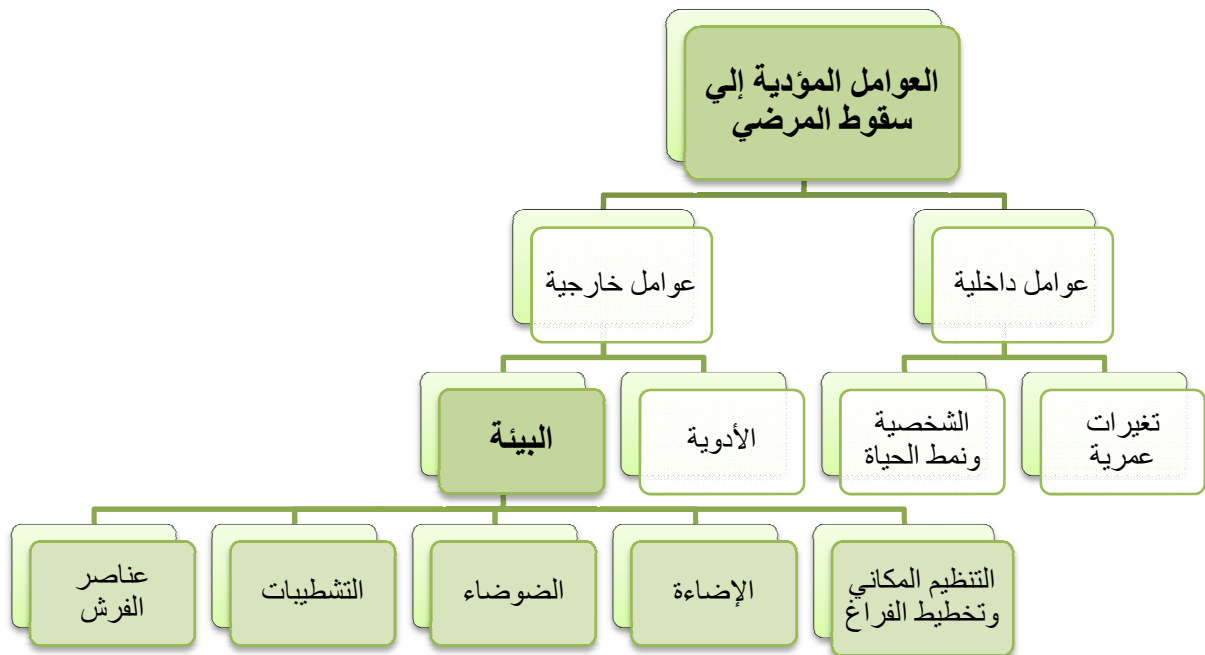 العوامل المؤدية إلي
سقوط المرضي
عوامل داخلية
عوامل خارجية
تغيرات
عمرية
الشخصية
ونمط الحياة
الأدوية
البيئة
التنظيم المكاني
وتخطيط الفراغ
الإضاءة
الضوضاء
التشطيبات
عناصر
الفرش